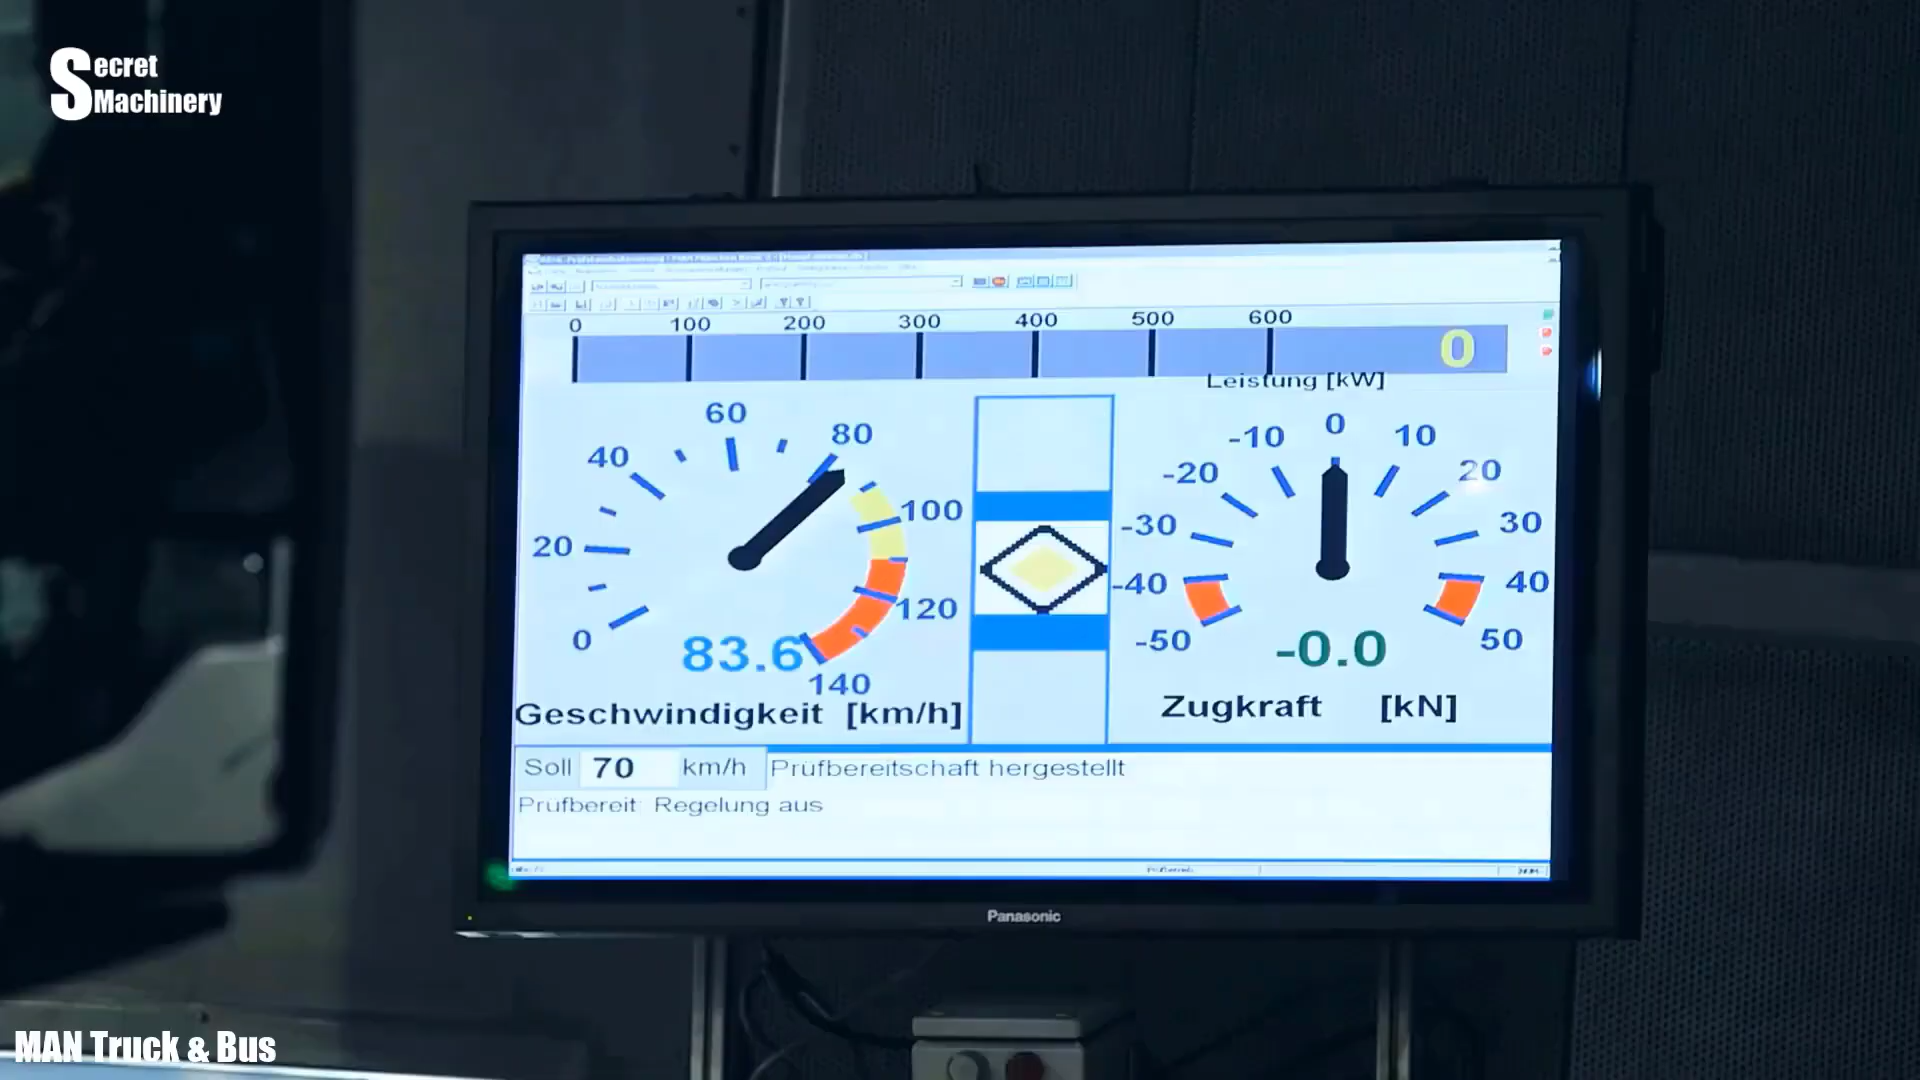 Secret
Machinery
0 100 200 300 400 500 600
0
Leistung [kW]
0 20 40 60 80 100 120 140
83.6
Geschwindigkeit [km/h]
-50 -40 -30 -20 -10 0 10 20 30 40 50
-0.0
Zugkraft [kN]
Soll 70 km/h Prüfbereitschaft hergestellt
Prüfbereit: Regelung aus
Panasonic
MAN Truck & Bus